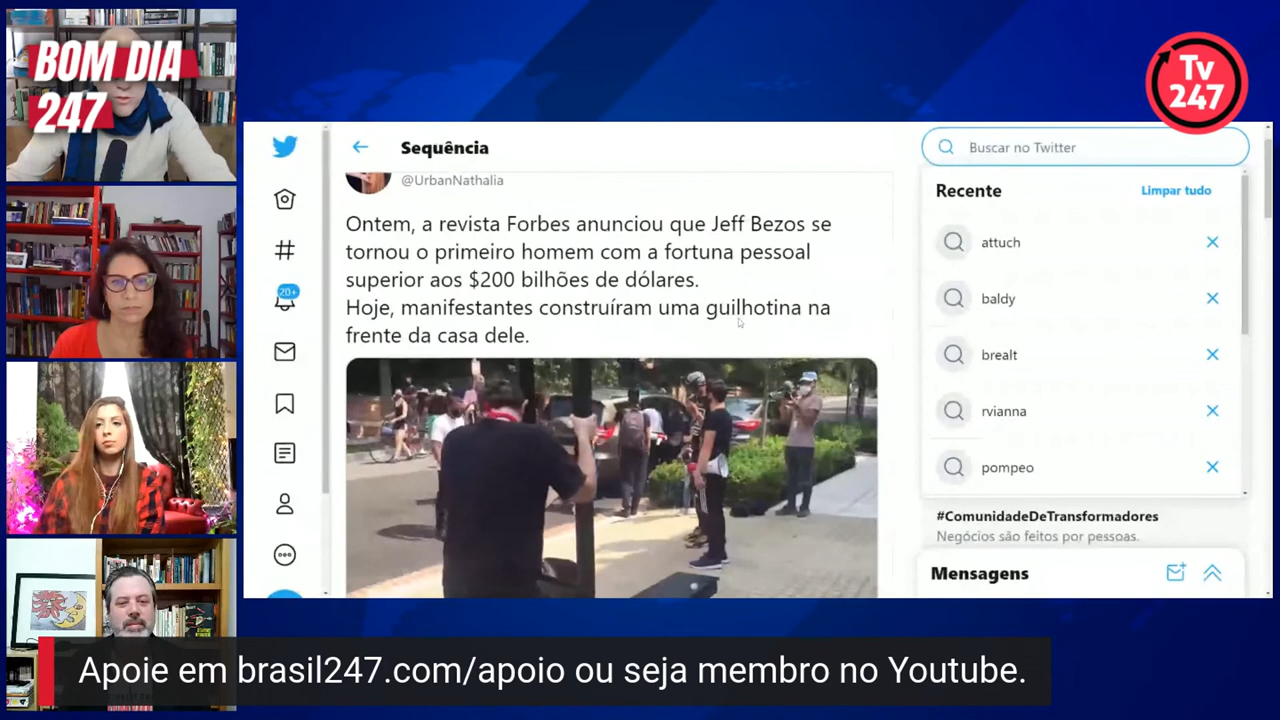 BOM DIA
247
Tv
247
Sequência
@UrbanNathalia
Ontem, a revista Forbes anunciou que Jeff Bezos se
tornou o primeiro homem com a fortuna pessoal
superior aos $200 bilhões de dólares.
Hoje, manifestantes construíram uma guilhotina na
frente da casa dele.
20+
Buscar no Twitter
Recente
Limpar tudo
attuch
baldy
brealt
rvianna
pompeo
#ComunidadeDeTransformadores
Negócios são feitos por pessoas.
Mensagens
Apoie em brasil247.com/apoio ou seja membro no Youtube.